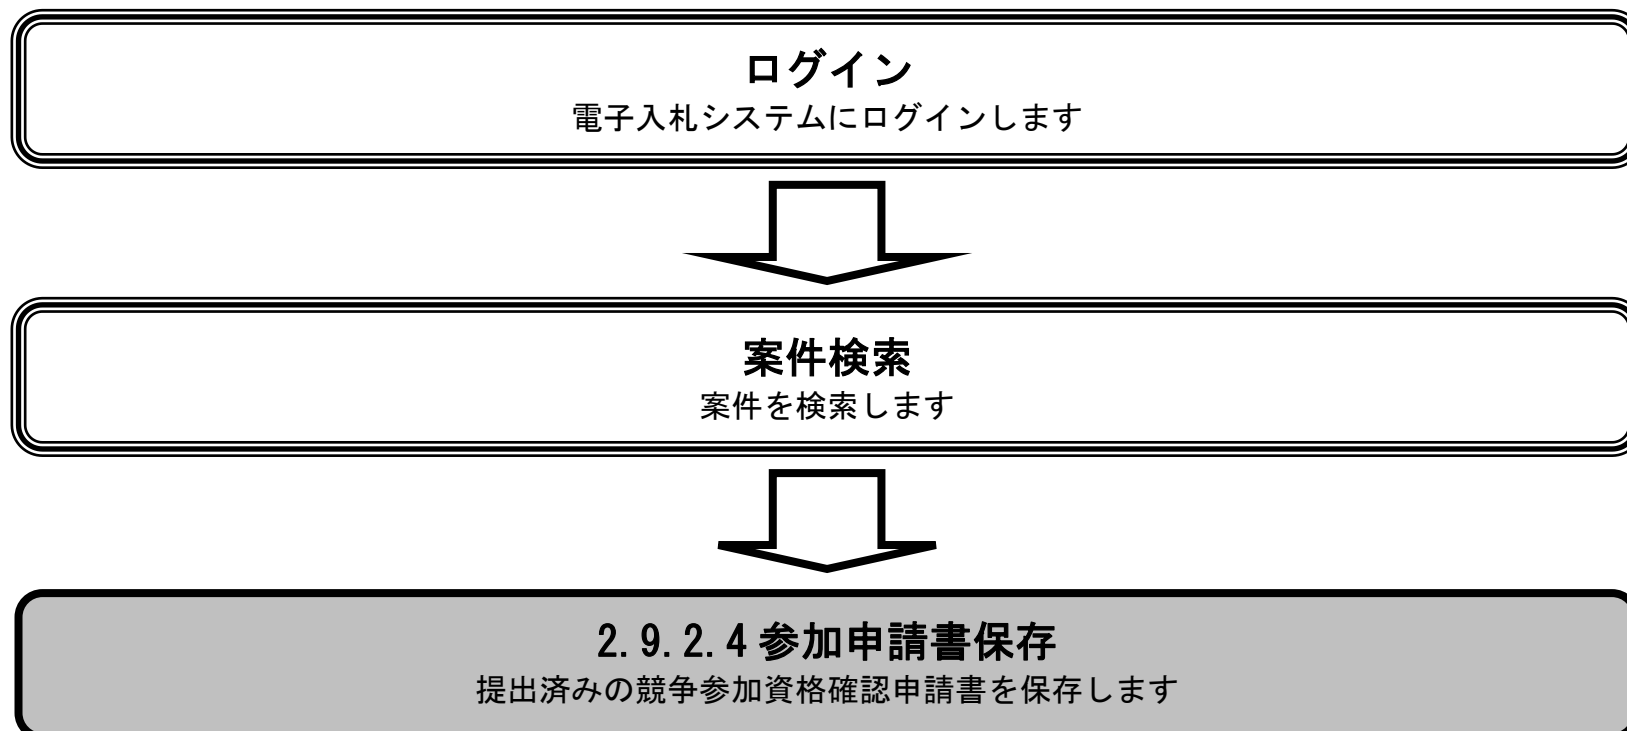 ログイン
電子入札システムにログインします
案件検索
案件を検索します
2.9.2.4 参加申請書保存
提出済みの競争参加資格確認申請書を保存します